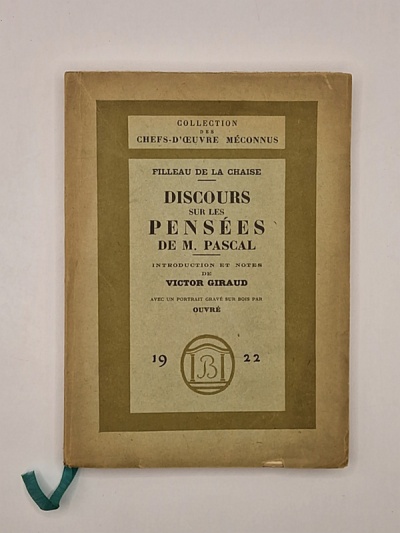 COLLECTION
DES
CHEFS-D'ŒUVRE MÉCONNUS
FILLEAU DE LA CHAISE
DISCOURS
SUR LES
PENSÉES
DE M. PASCAL
INTRODUCTION ET NOTES
DE
VICTOR GIRAUD
AVEC UN PORTRAIT GRAVÉ SUR BOIS PAR
OUVRÉ
19 B 22